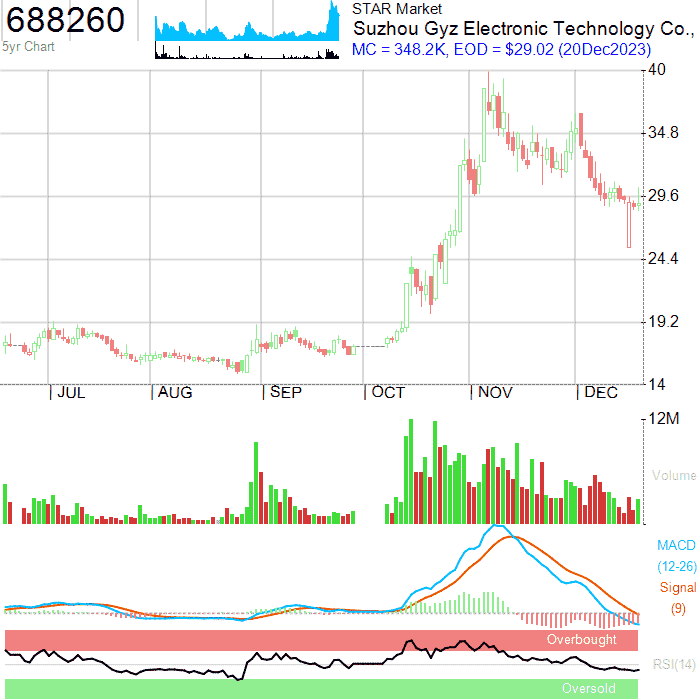 688260
5yr Chart
STAR Market
Suzhou Gyz Electronic Technology Co.,
MC = 348.2K, EOD = $29.02 (20Dec2023)
40
34.8
29.6
24.4
19.2
14
JUL
AUG
SEP
OCT
NOV
DEC
12M
Volume
MACD
(12-26)
Signal
(9)
Overbought
RSI(14)
Oversold